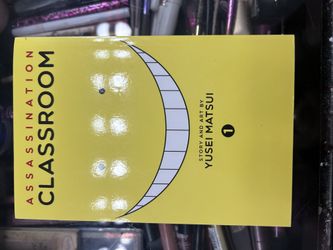 ASSASSINATION
CLASSROOM
STORY AND ART BY
YUSEI MATSUI
1